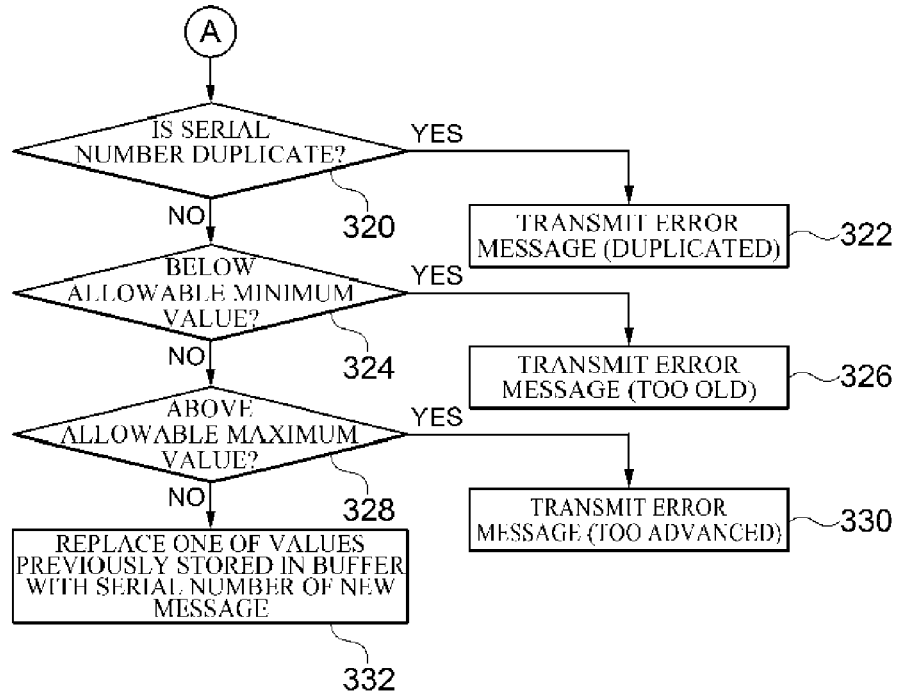 A
IS SERIAL
NUMBER DUPLICATE?
YES
NO
320
TRANSMIT ERROR
MESSAGE (DUPLICATED)
322
BELOW
ALLOWABLE MINIMUM
VALUE?
YES
NO
324
TRANSMIT ERROR
MESSAGE (TOO OLD)
326
ABOVE
ALLOWABLE MAXIMUM
VALUE?
YES
NO
328
TRANSMIT ERROR
MESSAGE (TOO ADVANCED)
330
REPLACE ONE OF VALUES
PREVIOUSLY STORED IN BUFFER
WITH SERIAL NUMBER OF NEW
MESSAGE
332